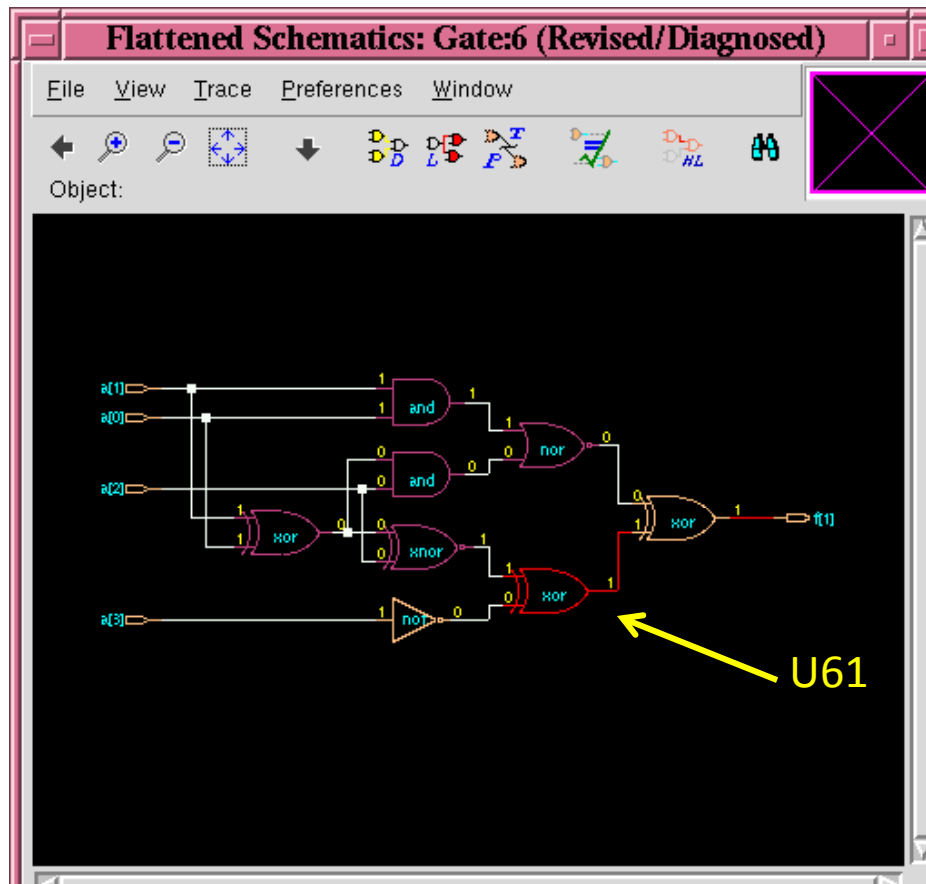 Flattened Schematics: Gate:6 (Revised/Diagnosed)
File View Trace Preferences Window
D L T P HL
Object:
a[1] 1 1
a[0] 1 and 1 0
0 0 nor
a[2] 0 and 0 0 1 f[1]
1 0 0 1 xor
1 xor 0 xnor 1 1 1
0 xor
a[3] 1 not 0
U61